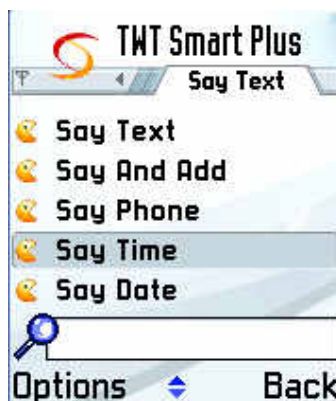 TWT Smart Plus
Say Text
Say Text
Say And Add
Say Phone
Say Time
Say Date
Options Back